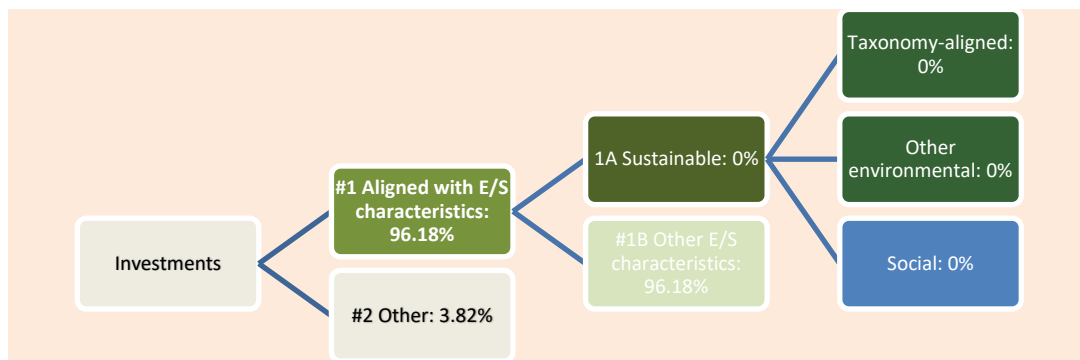 Taxonomy-aligned:
0%
1A Sustainable: 0%
Other
environmental: 0%
#1 Aligned with E/S
characteristics:
96.18%
Investments
#1B Other E/S
characteristics:
96.18%
Social: 0%
#2 Other: 3.82%